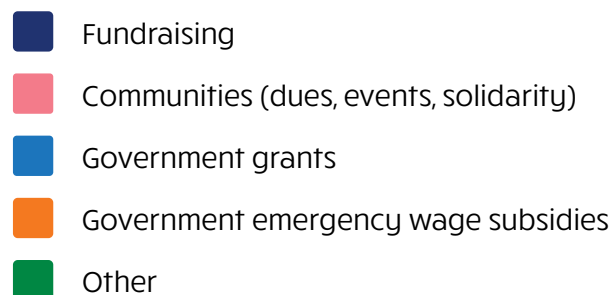 Fundraising
Communities (dues, events, solidarity)
Government grants
Government emergency wage subsidies
Other